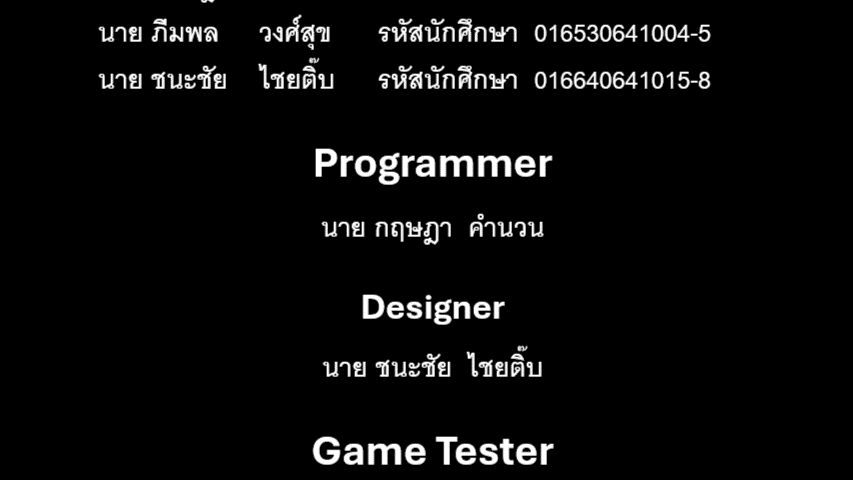 นาย ภีมพล วงศ์สุข รหัสนักศึกษา 016530641004-5
นาย ชนะชัย ไชยติ๊บ รหัสนักศึกษา 016640641015-8
Programmer
นาย กฤษฎา คำนวน
Designer
นาย ชนะชัย ไชยติ๊บ
Game Tester